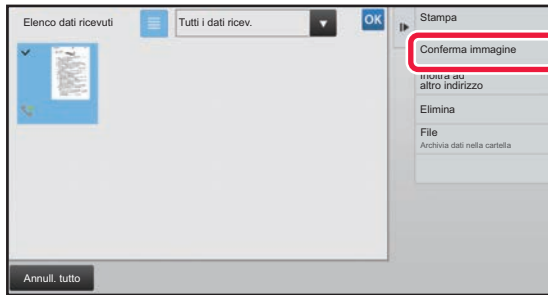 Elenco dati ricevuti
Tutti i dati ricev.
OK
Stampa
Conferma immagine
Inoltra ad
altro indirizzo
Elimina
File
Archivia dati nella cartella
Annull. tutto